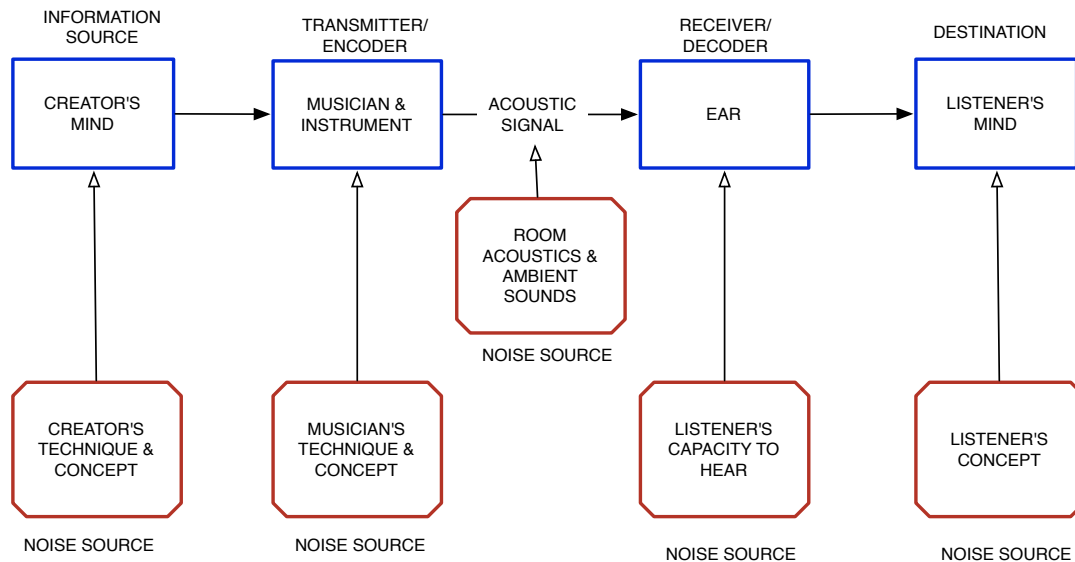 INFORMATION
SOURCE
TRANSMITTER/
ENCODER
RECEIVER/
DECODER
DESTINATION
CREATOR'S
MIND
MUSICIAN &
INSTRUMENT
ACOUSTIC
SIGNAL
EAR
LISTENER'S
MIND
ROOM
ACOUSTICS &
AMBIENT
SOUNDS
NOISE SOURCE
CREATOR'S
TECHNIQUE &
CONCEPT
MUSICIAN'S
TECHNIQUE &
CONCEPT
LISTENER'S
CAPACITY TO
HEAR
LISTENER'S
CONCEPT
NOISE SOURCE
NOISE SOURCE
NOISE SOURCE
NOISE SOURCE